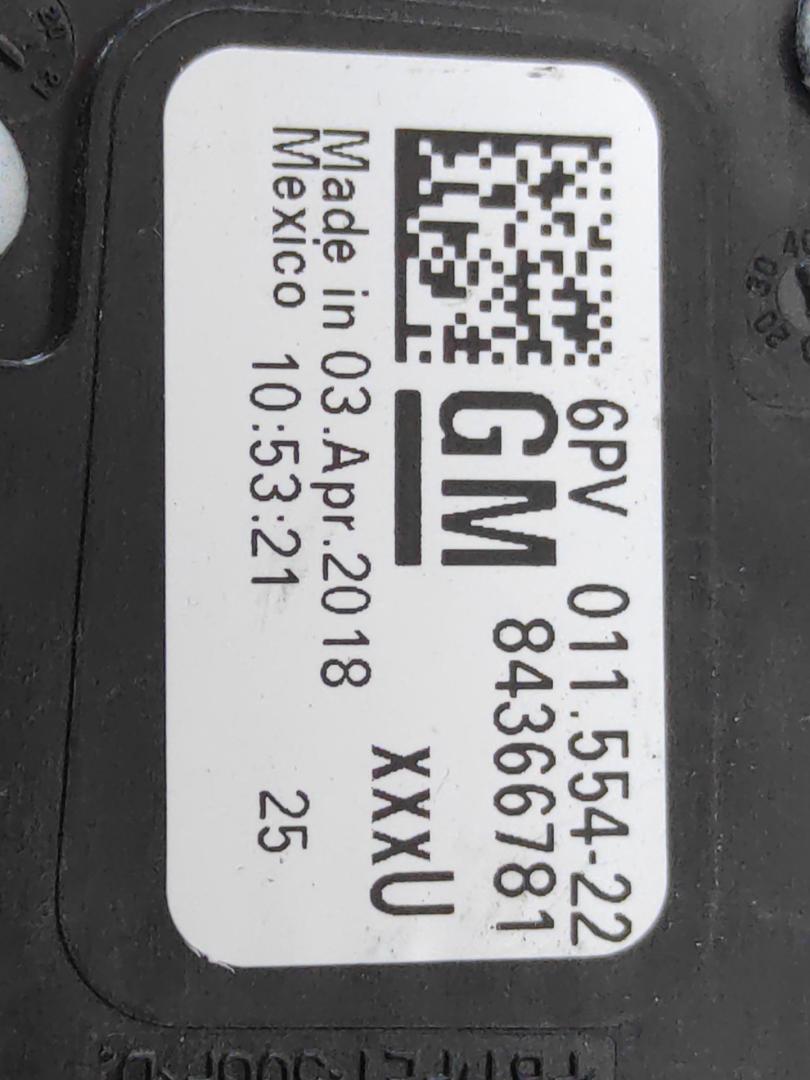 6PV 011.554-22
GM 84366781
xxxU
Made in 03.Apr.2018
Mexico 10:53:21 25